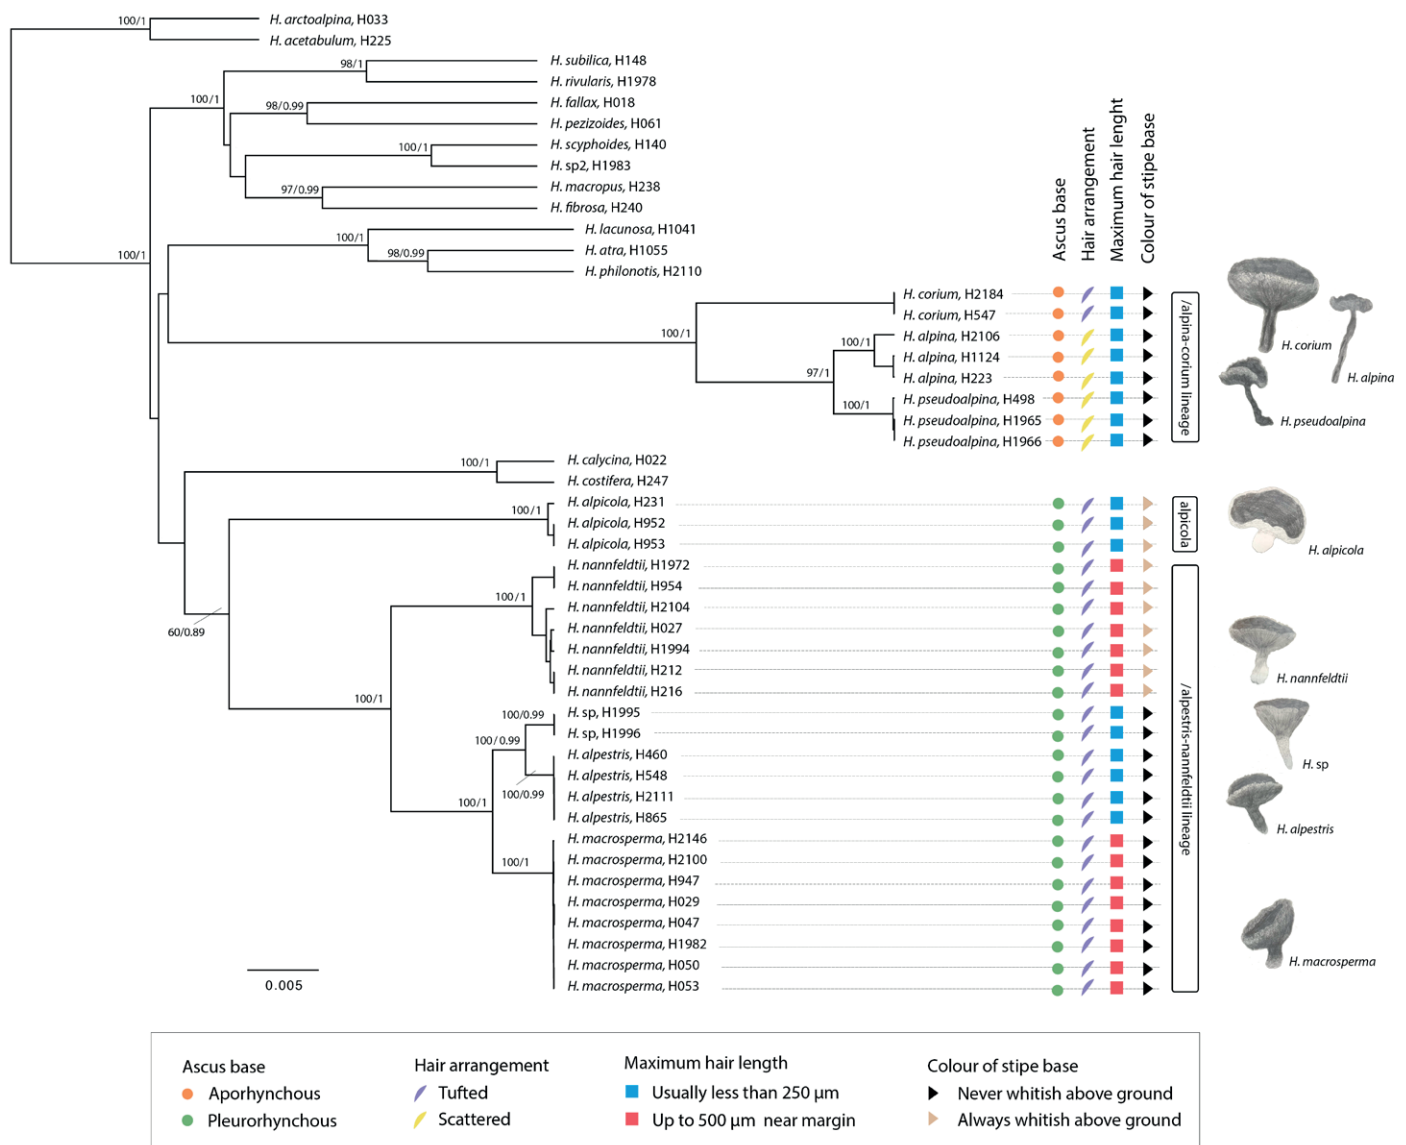 100/1
H. arctoalpina, H033
H. acetabulum, H225
98/1
H. subilica, H148
H. rivularis, H1978
100/1
98/0.99
H. fallax, H018
H. pezizoides, H061
100/1
H. scyphoides, H140
H. sp2, H1983
97/0.99
H. macropus, H238
H. fibrosa, H240
100/1
100/1
H. lacunosa, H1041
98/0.99
H. atra, H1055
H. philonotis, H2110
Ascus base
Hair arrangement
Maximum hair lenght
Colour of stipe base
100/1
H. corium, H2184
H. corium, H547
97/1
100/1
H. alpina, H2106
H. alpina, H1124
H. alpina, H223
100/1
H. pseudoalpina, H498
H. pseudoalpina, H1965
H. pseudoalpina, H1966
/alpina-corium lineage
H. corium
H. alpina
H. pseudoalpina
100/1
H. calycina, H022
H. costifera, H247
60/0.89
100/1
H. alpicola, H231
H. alpicola, H952
H. alpicola, H953
alpicola
H. alpicola
100/1
100/1
H. nannfeldtii, H1972
H. nannfeldtii, H954
H. nannfeldtii, H2104
H. nannfeldtii, H027
H. nannfeldtii, H1994
H. nannfeldtii, H212
H. nannfeldtii, H216
H. nannfeldtii
100/1
100/0.99
100/0.99
H. sp, H1995
H. sp, H1996
H. sp
100/0.99
H. alpestris, H460
H. alpestris, H548
H. alpestris, H2111
H. alpestris, H865
H. alpestris
100/1
H. macrosperma, H2146
H. macrosperma, H2100
H. macrosperma, H947
H. macrosperma, H029
H. macrosperma, H047
H. macrosperma, H1982
H. macrosperma, H050
H. macrosperma, H053
/alpestris-nannfeldtii lineage
H. macrosperma
0.005
Ascus base
Aporhynchous
Pleurorhynchous
Hair arrangement
Tufted
Scattered
Maximum hair length
Usually less than 250 µm
Up to 500 µm near margin
Colour of stipe base
Never whitish above ground
Always whitish above ground